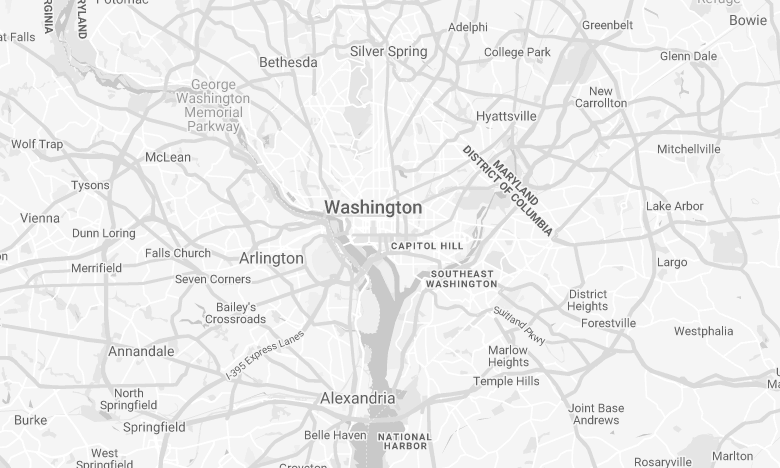 Potomac
Refuge
Bowie
Adelphi
Greenbelt
at Falls
VIRGINIA
MARYLAND
Silver Spring
College Park
Glenn Dale
Bethesda
George
Washington
Memorial
Parkway
New
Carrollton
Hyattsville
Wolf Trap
McLean
Mitchellville
MARYLAND
DISTRICT OF COLUMBIA
Tysons
Washington
Lake Arbor
Vienna
Dunn Loring
CAPITOL HILL
Falls Church
Arlington
Merrifield
Largo
Seven Corners
SOUTHEAST
WASHINGTON
District
Heights
Bailey's
Crossroads
Suitland Pkwy
Forestville
Westphalia
I-395 Express Lanes
Annandale
Marlow
Heights
Temple Hills
North
Springfield
Alexandria
Joint Base
Andrews
Burke
Springfield
Belle Haven
NATIONAL
HARBOR
West
Springfield
Marlton
Rosaryville
Groveton